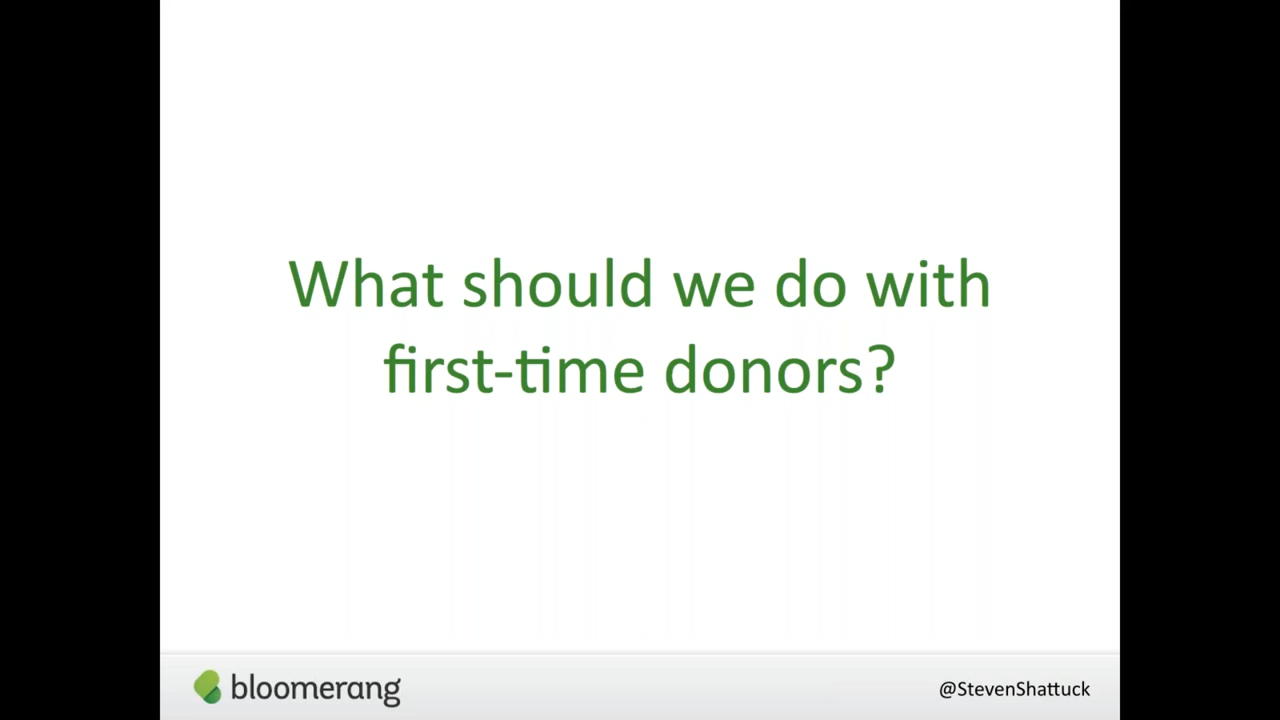 What should we do with
first-time donors?
bloomerang
@StevenShattuck